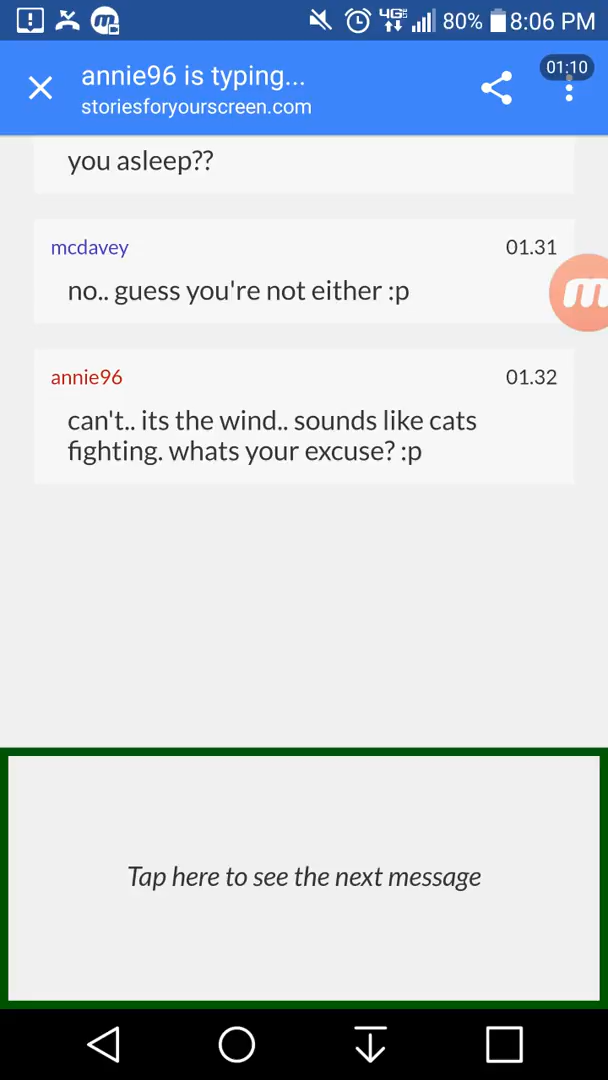 4G
80%
8:06 PM
annie96 is typing...
storiesforyourscreen.com
01:10
you asleep??
mcdavey
01.31
no.. guess you're not either :p
annie96
01.32
can't.. its the wind.. sounds like cats
fighting. whats your excuse? :p
Tap here to see the next message